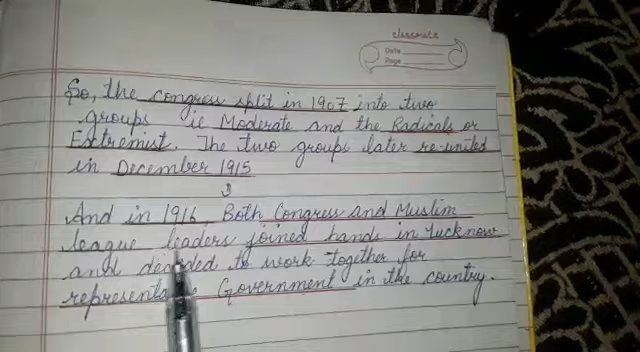 classmate
Date
Page
So, the congress split in 1907 into two
groups ie Moderate and the Radicals or
Extremist. The two groups later re-united
in December 1915
And in 1916, Both Congress and Muslim
league leaders joined hands in Lucknow
and decided to work together for
Government in the country.